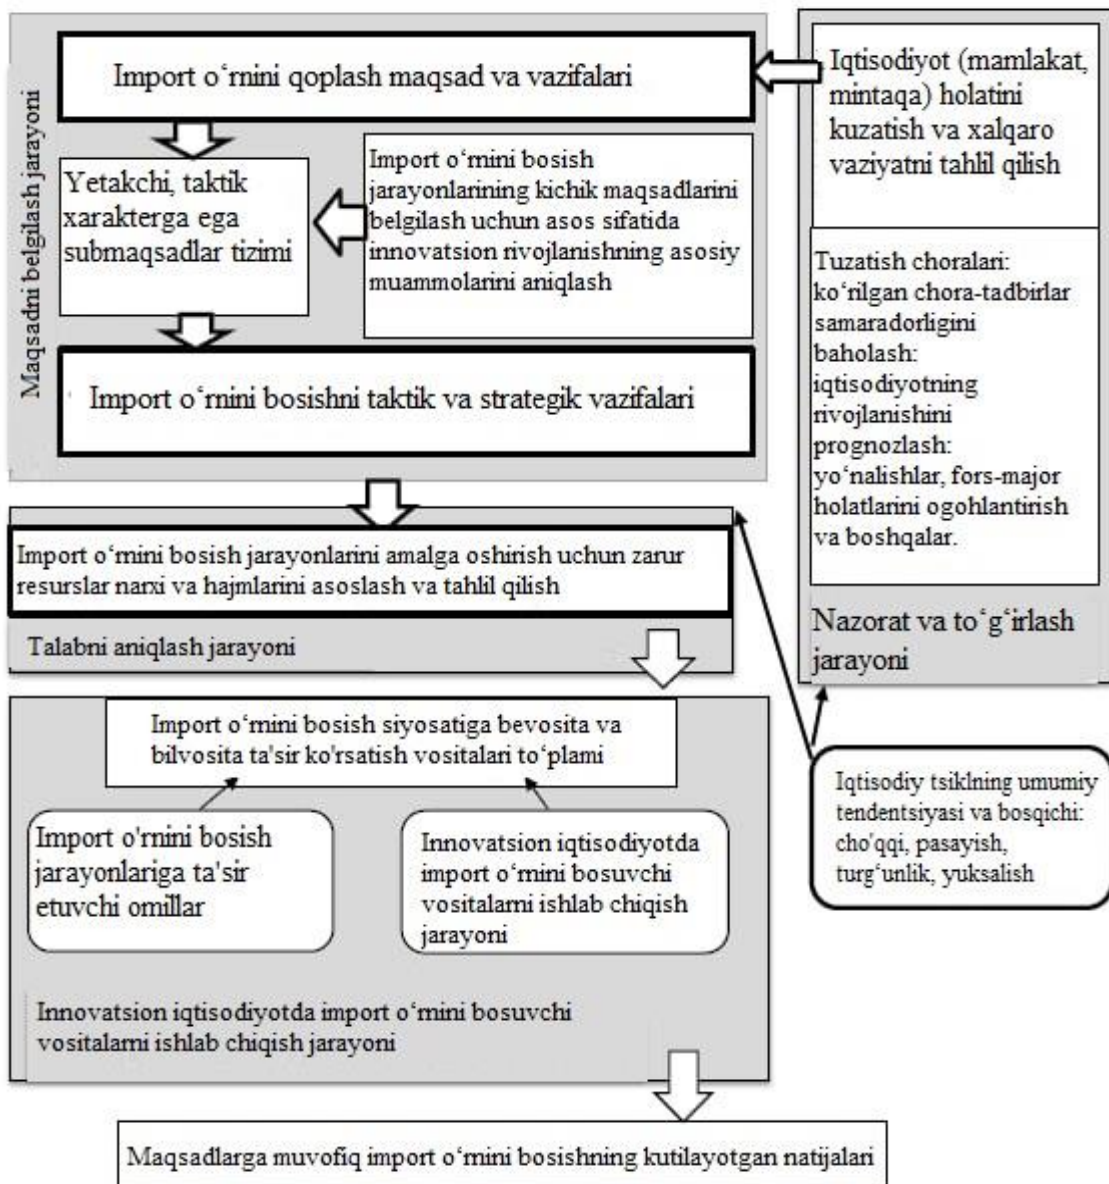 Maqsadni belgilash jarayoni
Import o‘rnini qoplash maqsad va vazifalari
Yetakchi, taktik
xarakterga ega
submaqsadlar tizimi
Import o‘rnini bosish
jarayonlarining kichik maqsadlarini
belgilash uchun asos sifatida
innovatsion rivojlanishning asosiy
muammolarini aniqlash
Import o‘rnini bosishni taktik va strategik vazifalari
Iqtisodiyot (mamlakat,
mintaqa) holatini
kuzatish va xalqaro
vaziyatni tahlil qilish
Tuzatish choralari:
ko‘rilgan chora-tadbirlar
samaradorligini
baholash:
iqtisodiyotning
rivojlanishini
prognozlash:
yo‘nalishlar, fors-major
holatlarini ogohlantirish
va boshqalar.
Nazorat va to‘g‘irlash
jarayoni
Import o‘rnini bosish jarayonlarini amalga oshirish uchun zarur
resurslar narxi va hajmlarini asoslash va tahlil qilish
Talabni aniqlash jarayoni
Import o‘rnini bosish siyosatiga bevosita va
bilvosita ta'sir ko'rsatish vositalari to‘plami
Import o'rnini bosish
jarayonlariga ta'sir
etuvchi omillar
Innovatsion iqtisodiyotda
import o‘rnini bosuvchi
vositalarni ishlab chiqish
jarayoni
Iqtisodiy tsiklning umumiy
tendentsiyasi va bosqichi:
cho'qqi, pasayish,
turg‘unlik, yuksalish
Innovatsion iqtisodiyotda import o‘rnini bosuvchi
vositalarni ishlab chiqish jarayoni
Maqsadlarga muvofiq import o‘rnini bosishning kutilayotgan natijalari